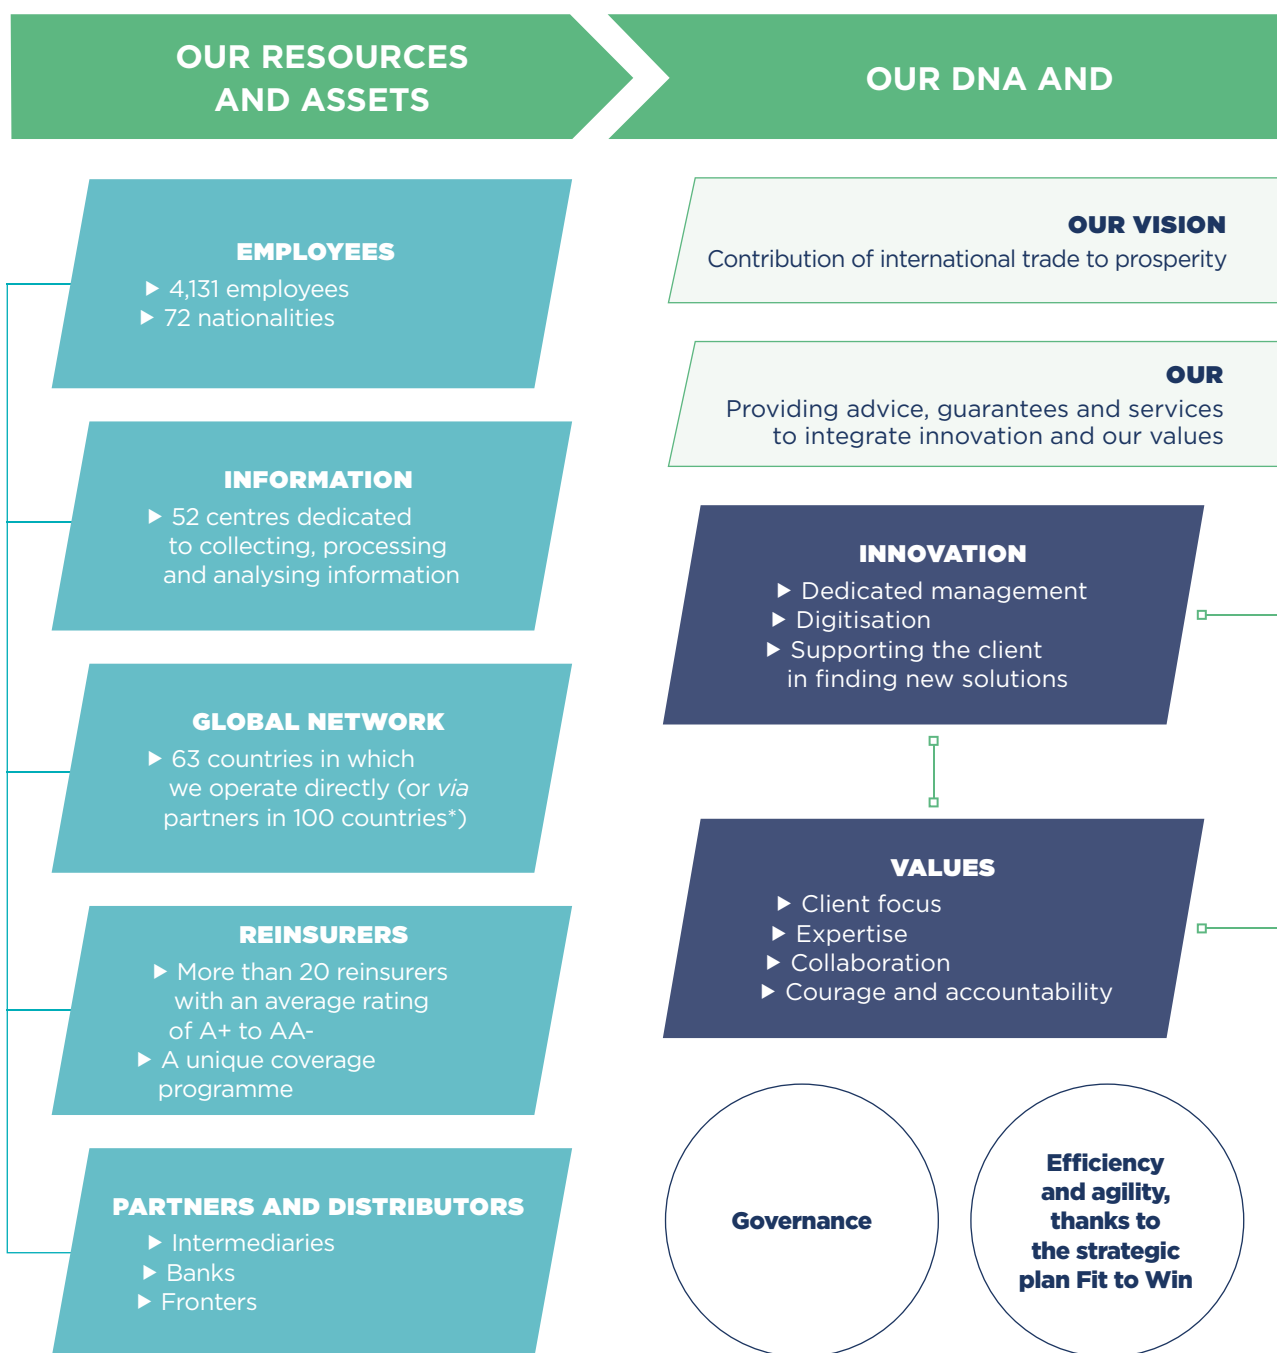 OUR RESOURCES
AND ASSETS
OUR DNA AND
EMPLOYEES
▶ 4,131 employees
▶ 72 nationalities
INFORMATION
▶ 52 centres dedicated
to collecting, processing
and analysing information
GLOBAL NETWORK
▶ 63 countries in which
we operate directly (or via
partners in 100 countries*)
REINSURERS
▶ More than 20 reinsurers
with an average rating
of A+ to AA-
▶ A unique coverage
programme
PARTNERS AND DISTRIBUTORS
▶ Intermediaries
▶ Banks
▶ Fronters
OUR VISION
Contribution of international trade to prosperity
OUR
Providing advice, guarantees and services
to integrate innovation and our values
INNOVATION
▶ Dedicated management
▶ Digitisation
▶ Supporting the client
in finding new solutions
VALUES
▶ Client focus
▶ Expertise
▶ Collaboration
▶ Courage and accountability
Governance
Efficiency
and agility,
thanks to
the strategic
plan Fit to Win